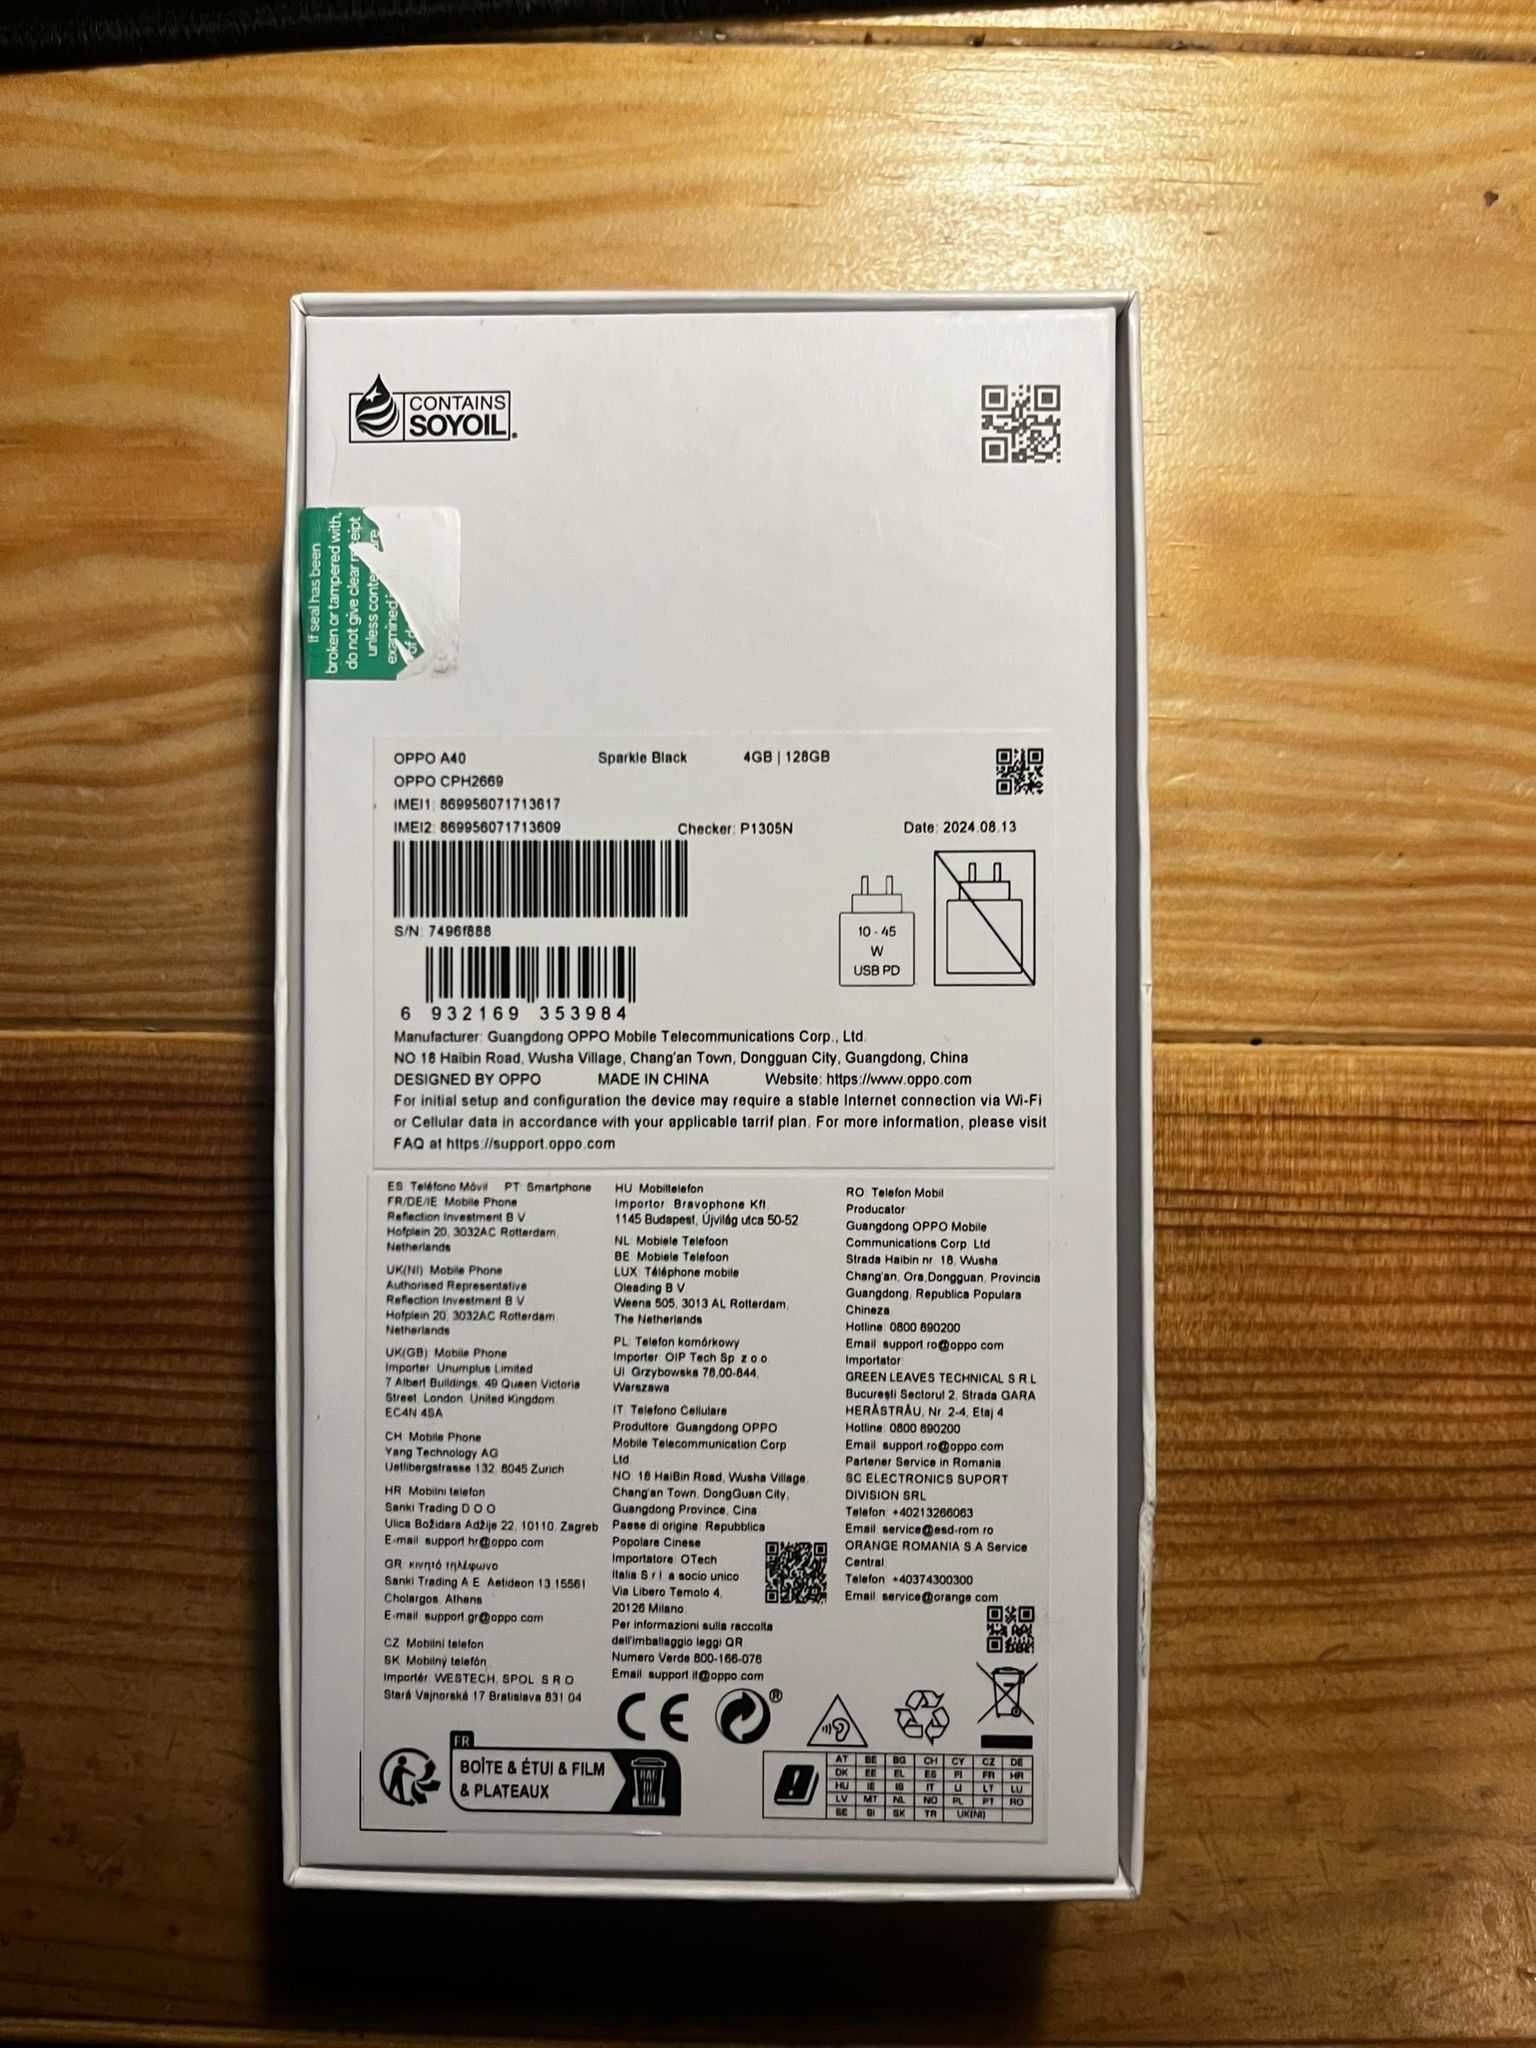 CONTAINS
SOYOIL
If seal has been
broken or tampered with,
do not give clear receipt
unless
examined
of
OPPO A40 Sparkle Black 4GB | 128GB
OPPO CPH2669
IMEI1: 869956071713617
IMEI2: 869956071713609 Checker: P1305N Date: 2024.08.13
S/N: 7496f888
10 - 45
W
USB PD
6 932169 353984
Manufacturer: Guangdong OPPO Mobile Telecommunications Corp., Ltd.
NO 18 Haibin Road, Wusha Village, Chang'an Town, Dongguan City, Guangdong, China
DESIGNED BY OPPO MADE IN CHINA Website: https://www.oppo.com
For initial setup and configuration the device may require a stable Internet connection via Wi-Fi
or Cellular data in accordance with your applicable tarrif plan. For more information, please visit
FAQ at https://support.oppo.com
ES: Teléfono Móvil PT: Smartphone
FR/DE/IE: Mobile Phone
Reflection Investment B.V.
Hofplein 20, 3032AC Rotterdam,
Netherlands
UK(NI): Mobile Phone
Authorised Representative
Reflection Investment B.V.
Hofplein 20, 3032AC Rotterdam,
Netherlands
UK(GB): Mobile Phone
Importer: Unumplus Limited
7 Albert Buildings, 49 Queen Victoria
Street, London, United Kingdom,
EC4N 4SA
CH: Mobile Phone
Yang Technology AG
Uetlibergstrasse 132, 8045 Zurich
HR: Mobilni telefon
Sanki Trading D.O.O
Ulica Božidara Adžije 22, 10110, Zagreb
E-mail: support.hr@oppo.com
GR: κινητό τηλέφωνο
Sanki Trading A.E. Aetideon 13 15561
Cholargos, Athens
E-mail: support.gr@oppo.com
CZ: Mobilní telefon
SK: Mobilný telefón
Importér: WESTECH, SPOL. S R.O.
Stará Vajnorská 17 Bratislava 831 04
HU: Mobiltelefon
Importor: Bravophone Kft.
1145 Budapest, Újvilág utca 50-52
NL: Mobiele Telefoon
BE: Mobiele Telefoon
LUX: Téléphone mobile
Oleading B.V.
Weena 505, 3013 AL Rotterdam,
The Netherlands
PL: Telefon komórkowy
Importer: OIP Tech Sp. z o.o.
Ul. Grzybowska 78,00-844,
Warszawa
IT: Telefono Cellulare
Produttore: Guangdong OPPO
Mobile Telecommunication Corp.
Ltd.
NO. 18 HaiBin Road, Wusha Village,
Chang'an Town, DongGuan City,
Guangdong Province, Cina
Paese di origine: Repubblica
Popolare Cinese
Importatore: OTech
Italia S.r.l. a socio unico
Via Libero Temolo 4,
20126 Milano.
Per informazioni sulla raccolta
dell'imballaggio leggi QR
Numero Verde 800-166-076
Email: support.it@oppo.com
RO: Telefon Mobil
Producator:
Guangdong OPPO Mobile
Communications Corp. Ltd
Strada Haibin nr. 18, Wusha,
Chang'an, Ora,Dongguan, Provincia
Guangdong, Republica Populara
Chineza
Hotline: 0800 890200
Email: support.ro@oppo.com
Importator:
GREEN LEAVES TECHNICAL S.R.L
București Sectorul 2, Strada GARA
HERĂSTRĂU, Nr. 2-4, Etaj 4
Hotline: 0800 890200
Email: support.ro@oppo.com
Partener Service in Romania:
SC ELECTRONICS SUPORT
DIVISION SRL
Telefon: +40213266063
Email: service@esd-rom.ro
ORANGE ROMANIA S.A Service
Central
Telefon: +40374300300
Email: service@orange.com
CE ®
FR
BOÎTE & ÉTUI & FILM
& PLATEAUX
AT BE BG CH CY CZ DE
DK EE EL ES FI FR HR
HU IE IS IT LI LT LU
LV MT NL NO PL PT RO
SE SI SK TR UK(NI)